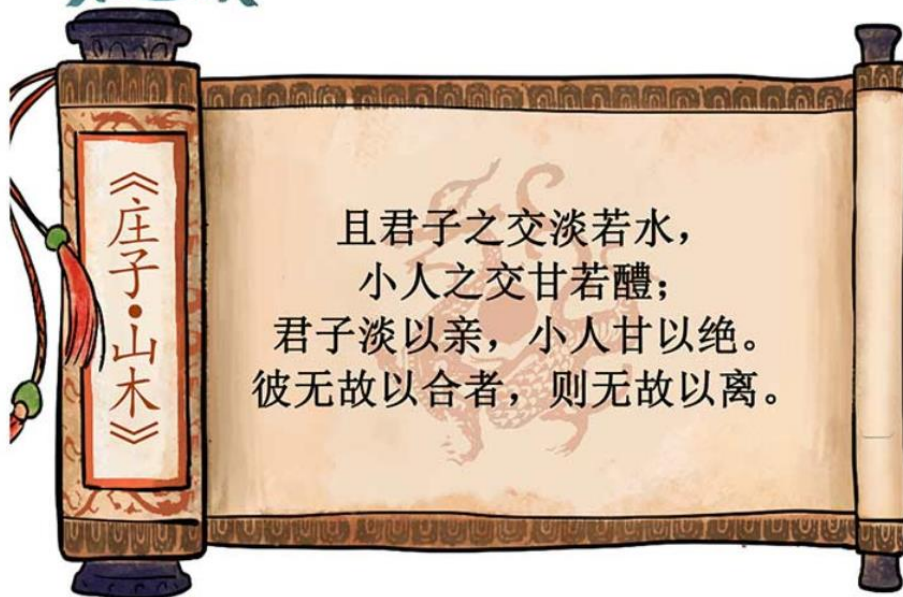 《庄子•山木》
且君子之交淡若水，
小人之交甘若醴；
君子淡以亲，小人甘以绝。
彼无故以合者，则无故以离。